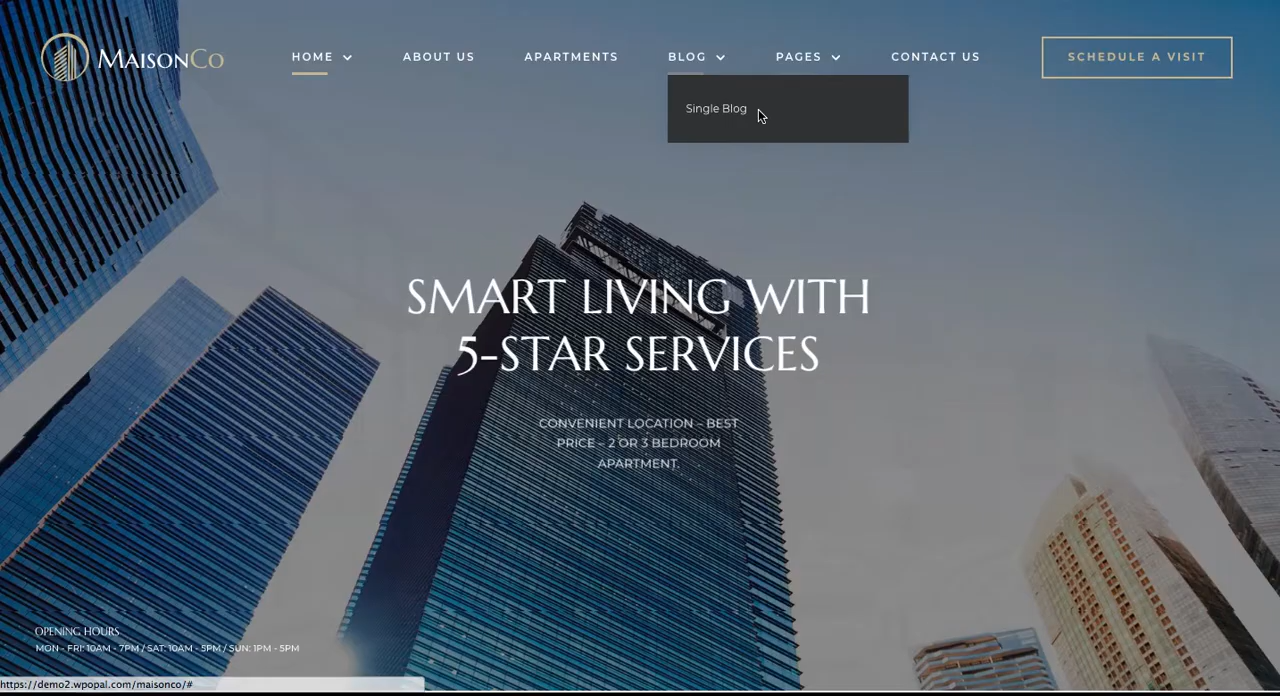 MAISONCO
HOME
ABOUT US
APARTMENTS
BLOG
PAGES
CONTACT US
SCHEDULE A VISIT
Single Blog
SMART LIVING WITH
5-STAR SERVICES
CONVENIENT LOCATION – BEST
PRICE – 2 OR 3 BEDROOM
APARTMENT.
OPENING HOURS
MON - FRI: 10AM - 7PM / SAT: 10AM - 5PM / SUN: 1PM - 5PM
https://demo2.wpopal.com/maisonco/#